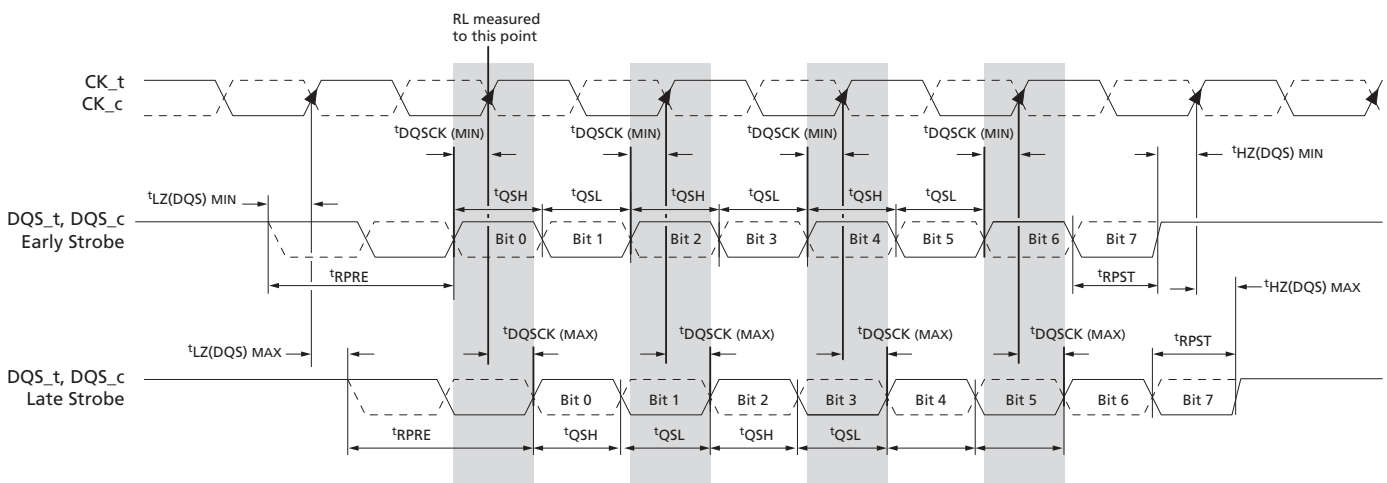 RL measured
to this point
CK_t
CK_c
tDQSCK (MIN) tDQSCK (MIN) tDQSCK (MIN) tDQSCK (MIN)
tHZ(DQS) MIN
tLZ(DQS) MIN
tQSH tQSL tQSH tQSL tQSH tQSL
DQS_t, DQS_c
Early Strobe
Bit 0 Bit 1 Bit 2 Bit 3 Bit 4 Bit 5 Bit 6 Bit 7
tRPRE tRPST
tHZ(DQS) MAX
tDQSCK (MAX) tDQSCK (MAX) tDQSCK (MAX) tDQSCK (MAX)
tRPST
tLZ(DQS) MAX
DQS_t, DQS_c
Late Strobe
Bit 0 Bit 1 Bit 2 Bit 3 Bit 4 Bit 5 Bit 6 Bit 7
tRPRE tQSH tQSL tQSH tQSL